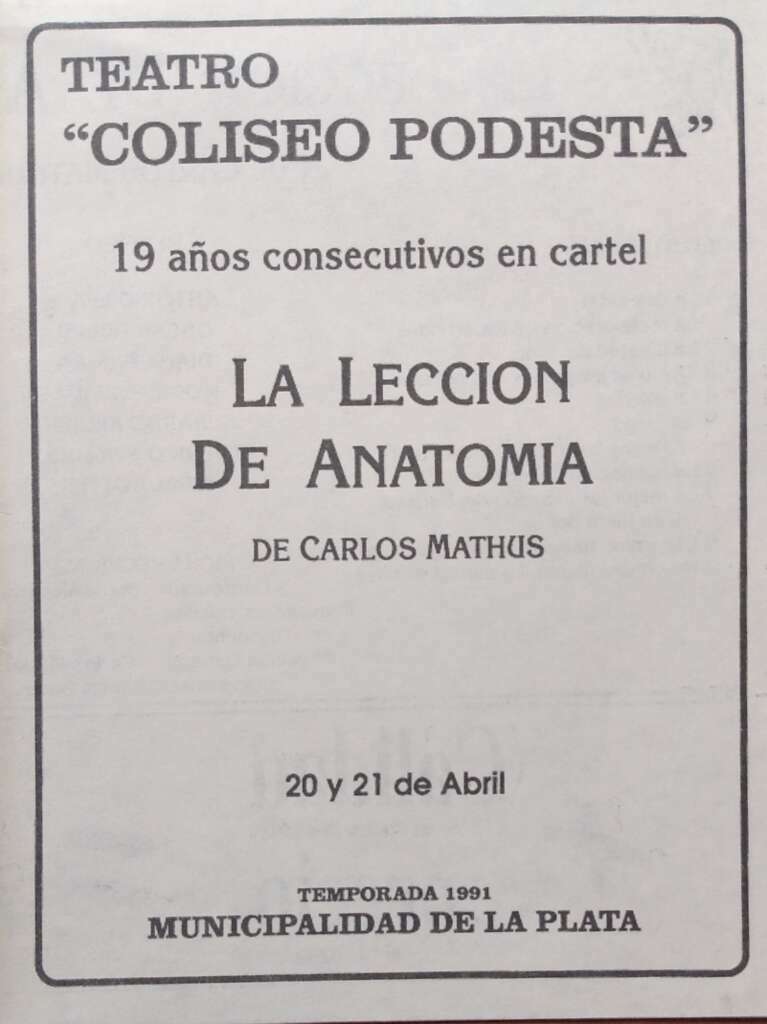 TEATRO
“COLISEO PODESTA”
19 años consecutivos en cartel
LA LECCION
DE ANATOMIA
DE CARLOS MATHUS
20 y 21 de Abril
TEMPORADA 1991
MUNICIPALIDAD DE LA PLATA